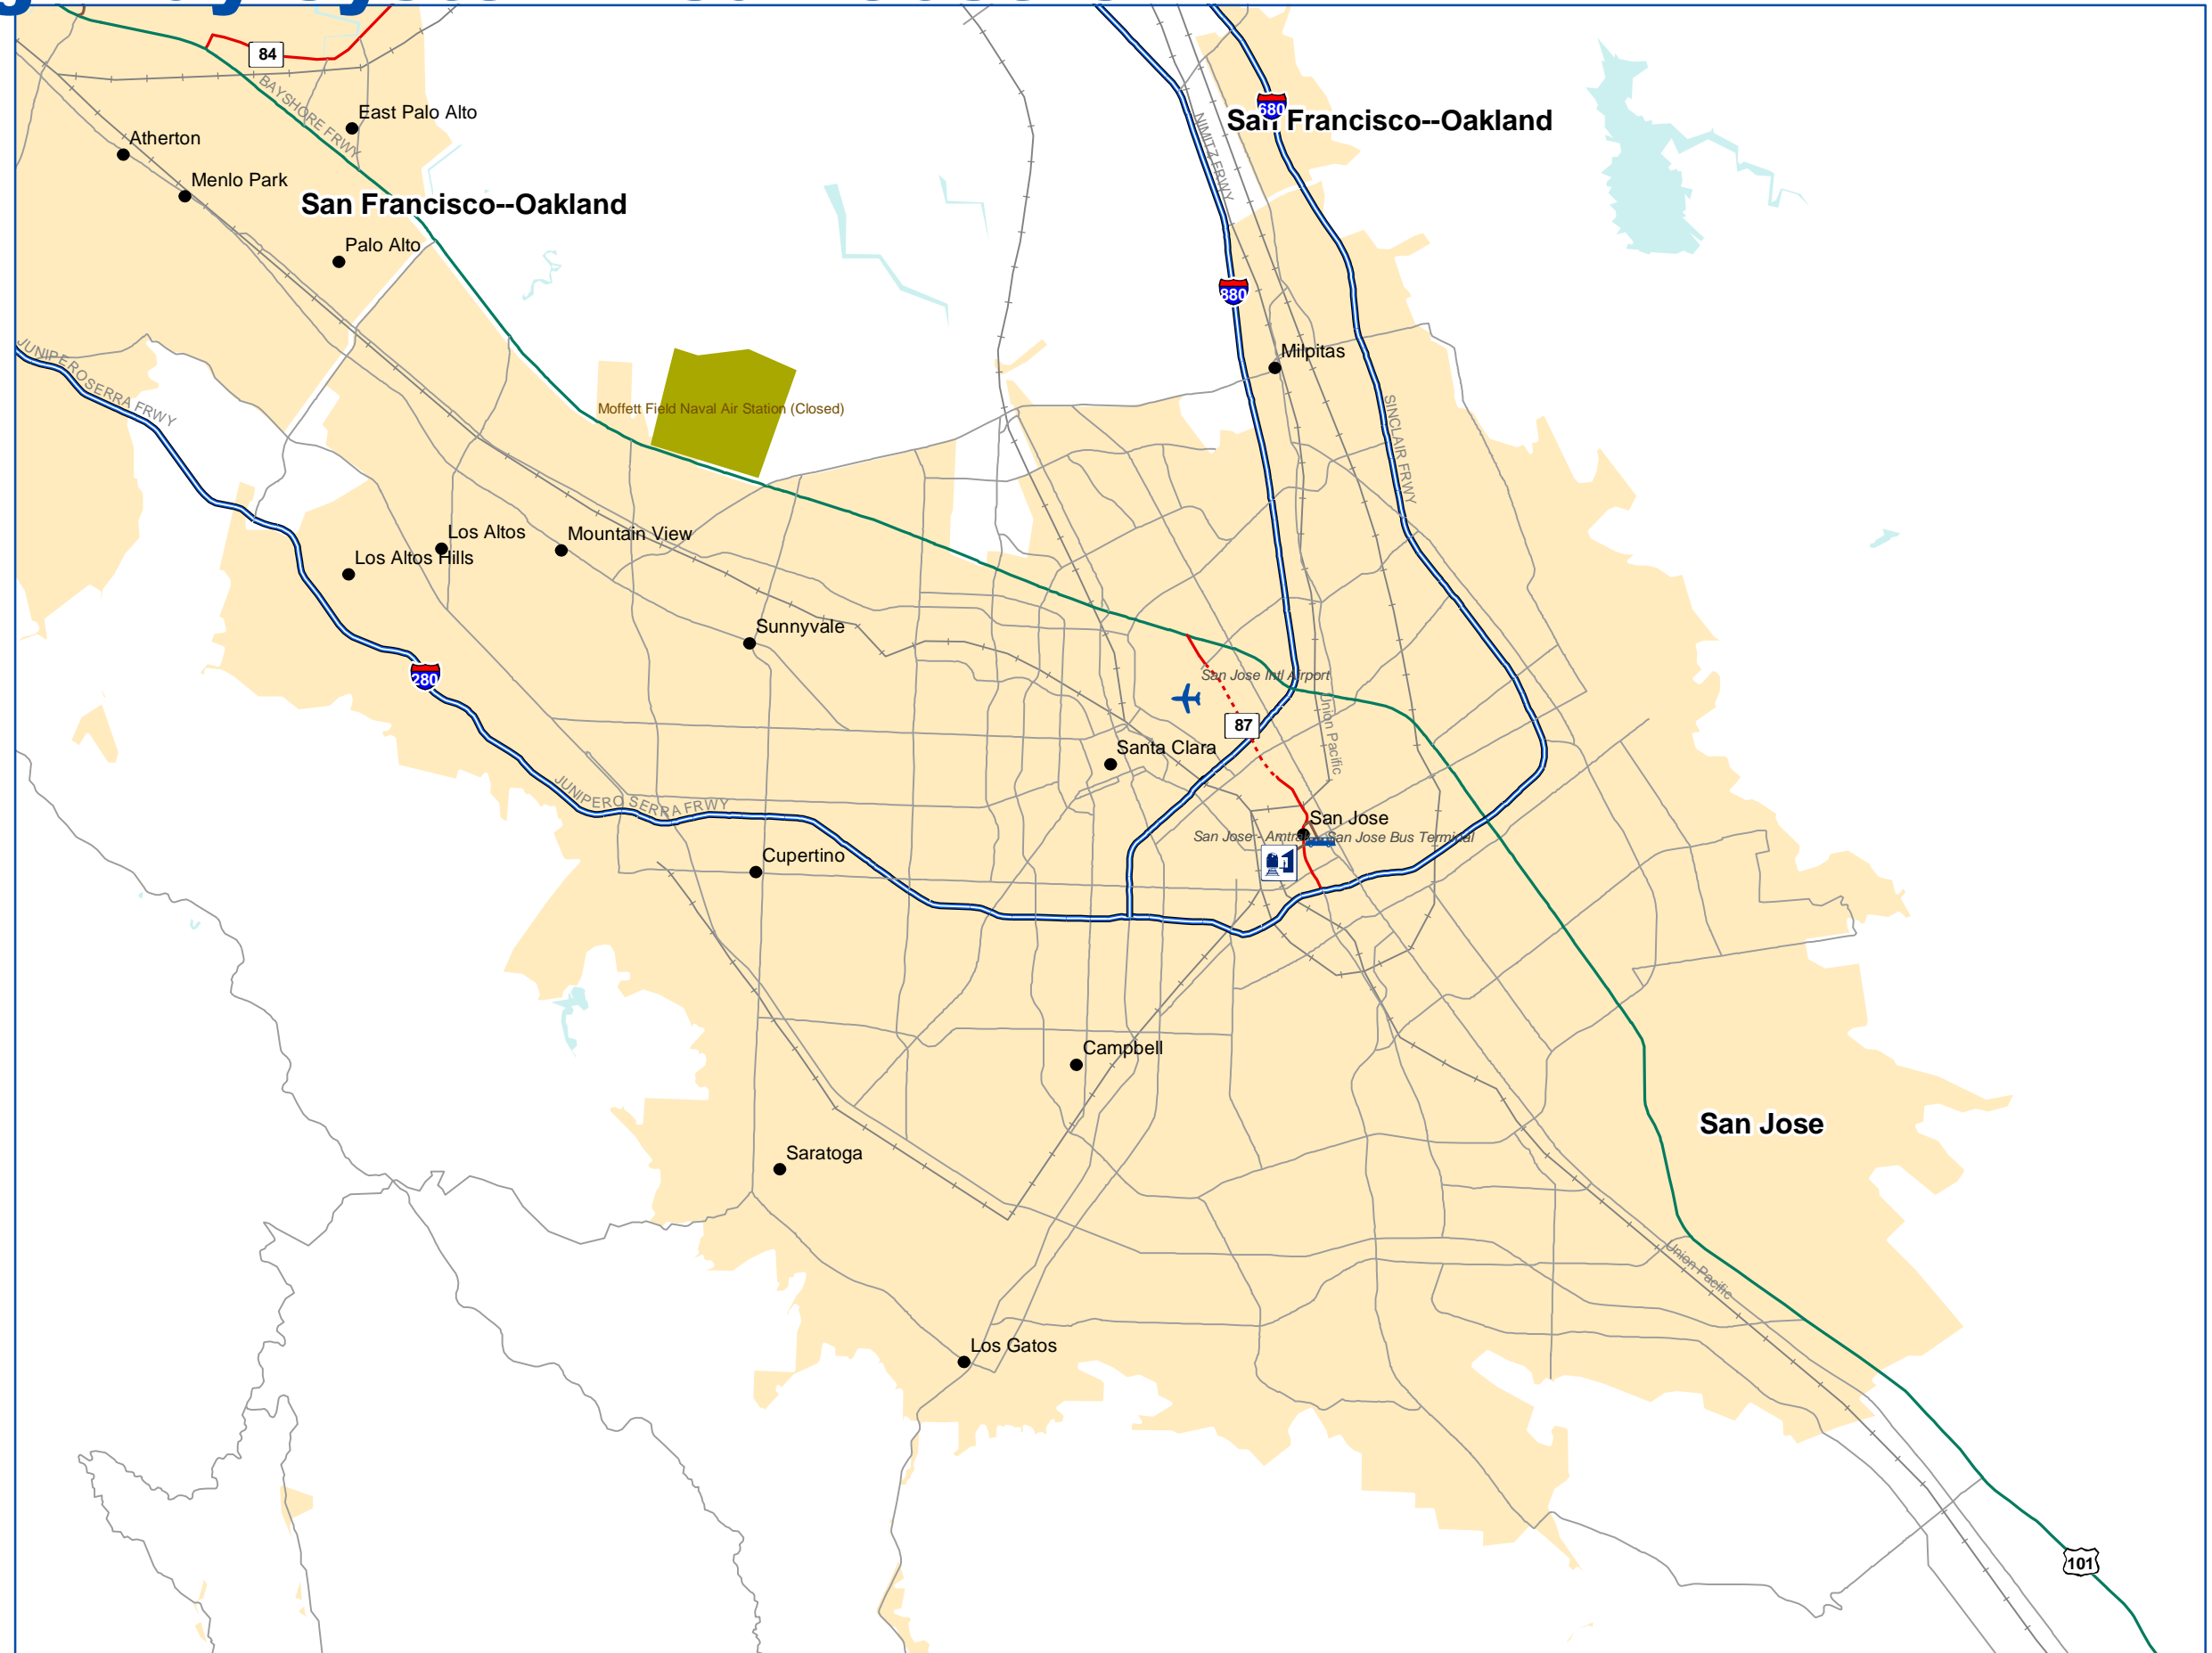 84
BAYSHORE FRWY
East Palo Alto
Atherton
Menlo Park
San Francisco--Oakland
Palo Alto
680
San Francisco--Oakland
NIMITZ FRWY
880
Milpitas
JUNIPEROSERRA FRWY
Moffett Field Naval Air Station (Closed)
SINCLAIR FRWY
Los Altos
Mountain View
Los Altos Hills
Sunnyvale
280
San Jose Intl Airport
Union Pacific
87
Santa Clara
JUNIPERO SERRA FRWY
San Jose
San Jose - Amtrak
San Jose Bus Terminal
Cupertino
Campbell
San Jose
Saratoga
Union Pacific
Los Gatos
101